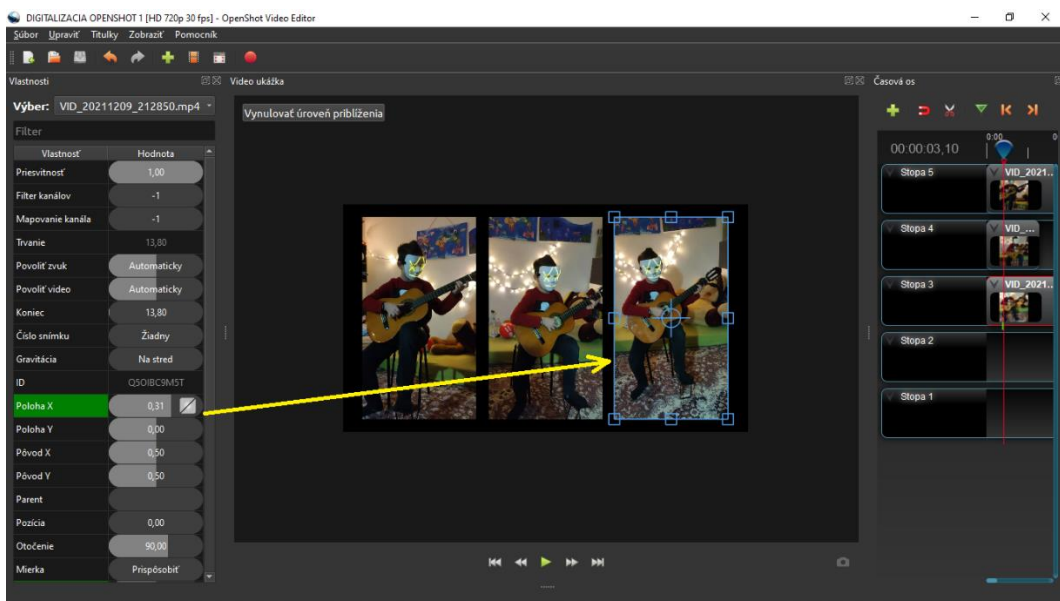 DIGITALIZACIA OPENSHOT 1 [HD 720p 30 fps] - OpenShot Video Editor
Súbor Upraviť Titulky Zobraziť Pomocník
Vlastnosti
Výber: VID_20211209_212850.mp4
Filter
Vlastnosť Hodnota
Priesvitnosť 1,00
Filter kanálov -1
Mapovanie kanála -1
Trvanie 13,80
Povoliť zvuk Automaticky
Povoliť video Automaticky
Koniec 13,80
Číslo snímku Žiadny
Gravitácia Na stred
ID Q5OIBC9M5T
Poloha X 0,31
Poloha Y 0,00
Pôvod X 0,50
Pôvod Y 0,50
Parent
Pozícia 0,00
Otočenie 90,00
Mierka Prispôsobiť
Video ukážka
Vynulovať úroveň priblíženia
Časová os
00:00:03,10 0:00
Stopa 5 VID_2021...
Stopa 4 VID_...
Stopa 3 VID_2021...
Stopa 2
Stopa 1